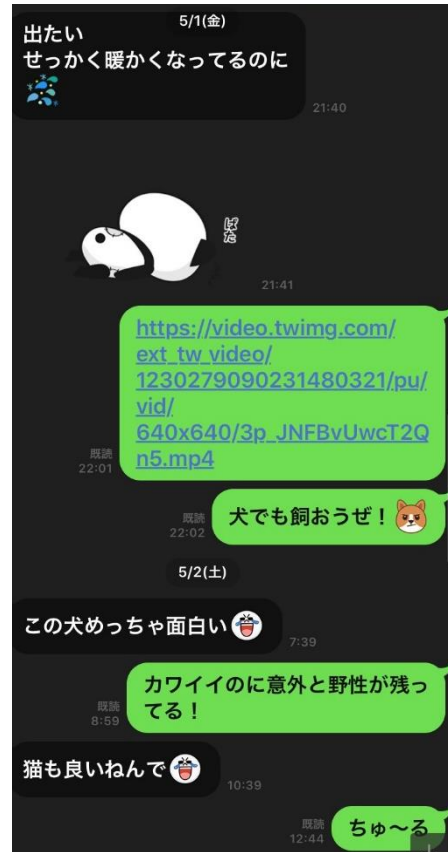 5/1(金)
出たい
せっかく暖かくなってるのに
21:40
ばた
21:41
https://video.twimg.com/
ext_tw_video/
1230279090231480321/pu/
vid/
640x640/3p_JNFBvUwcT2Q
n5.mp4
既読
22:01
犬でも飼おうぜ！
既読
22:02
5/2(土)
この犬めっちゃ面白い
7:39
カワイイのに意外と野性が残っ
てる！
既読
8:59
猫も良いねんで
10:39
ちゅ〜る
既読
12:44